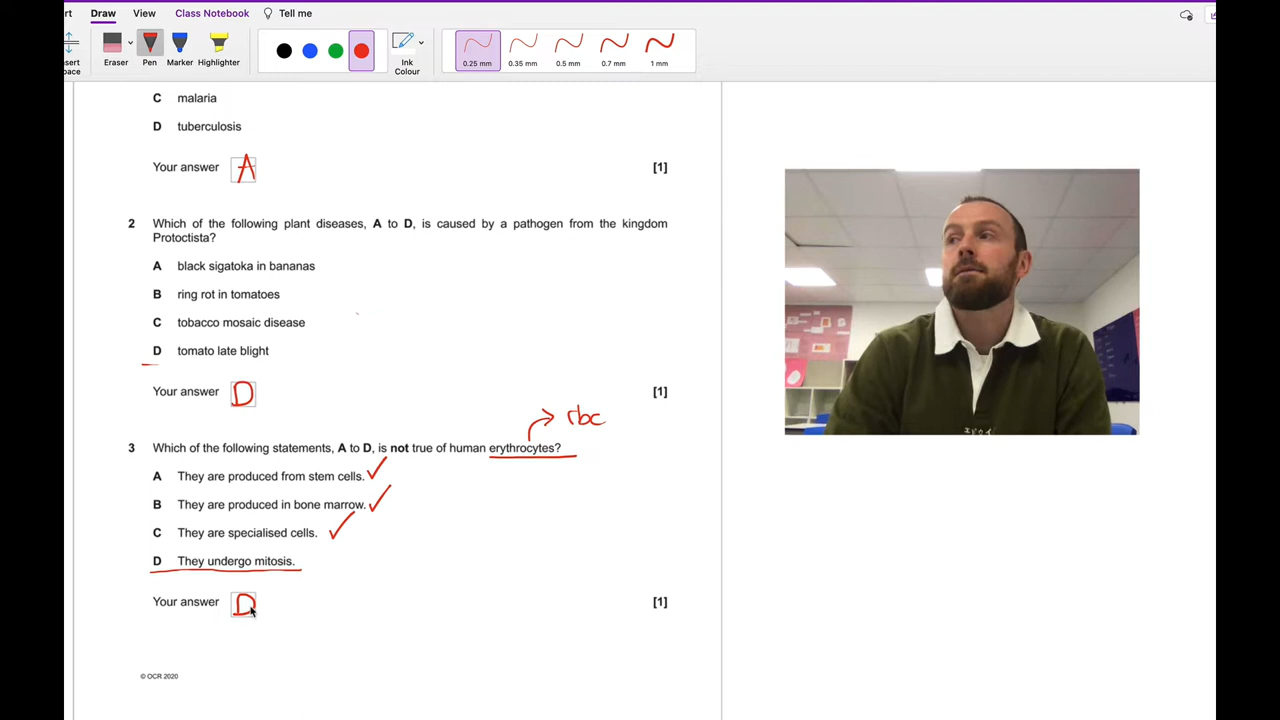 rt Draw View Class Notebook Tell me
nsert Space Eraser Pen Marker Highlighter Ink Colour 0.25 mm 0.35 mm 0.5 mm 0.7 mm 1 mm
C malaria
D tuberculosis
Your answer A [1]
2 Which of the following plant diseases, A to D, is caused by a pathogen from the kingdom
Protoctista?
A black sigatoka in bananas
B ring rot in tomatoes
C tobacco mosaic disease
D tomato late blight
Your answer D [1]
rbc
3 Which of the following statements, A to D, is not true of human erythrocytes?
A They are produced from stem cells.
B They are produced in bone marrow.
C They are specialised cells.
D They undergo mitosis.
Your answer D [1]
© OCR 2020